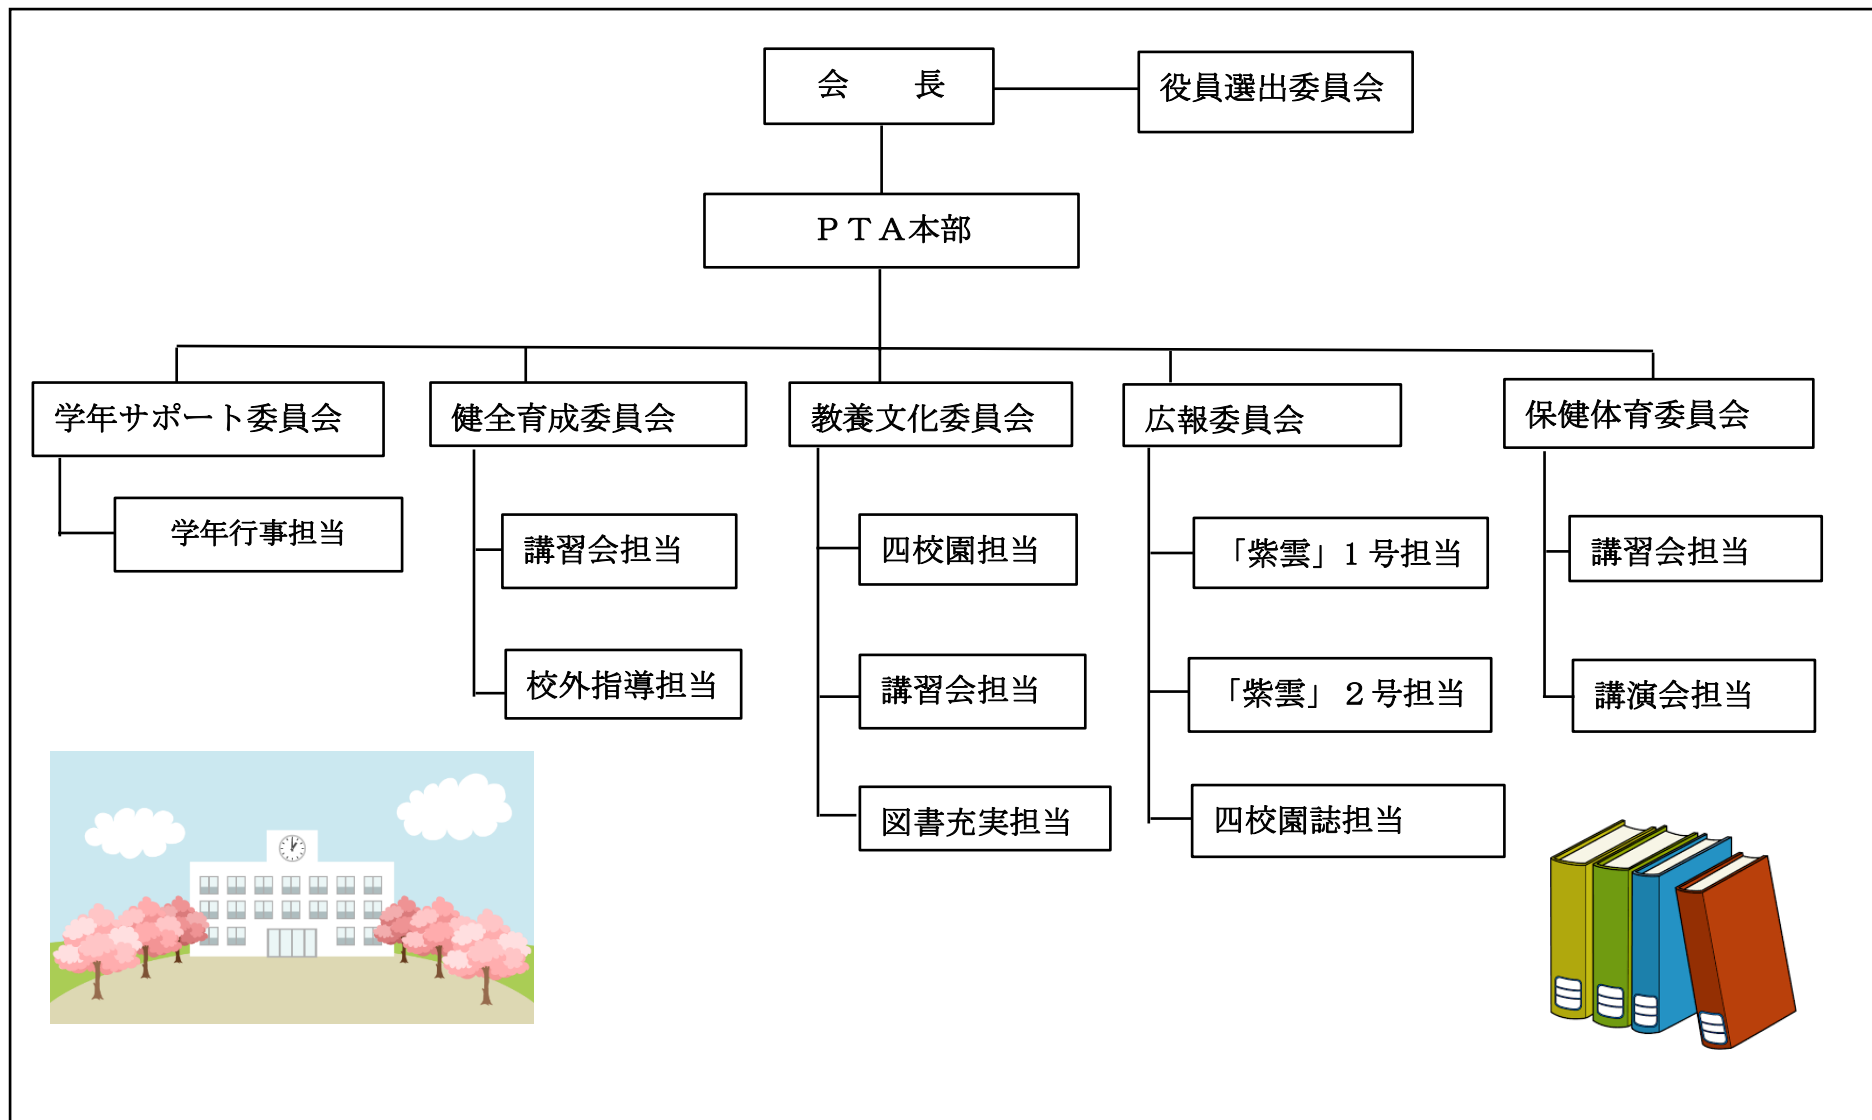 会　　長
役員選出委員会
ＰＴＡ本部
学年サポート委員会
健全育成委員会
教養文化委員会
広報委員会
保健体育委員会
学年行事担当
講習会担当
四校園担当
「紫雲」１号担当
講習会担当
校外指導担当
講習会担当
「紫雲」２号担当
講演会担当
図書充実担当
四校園誌担当